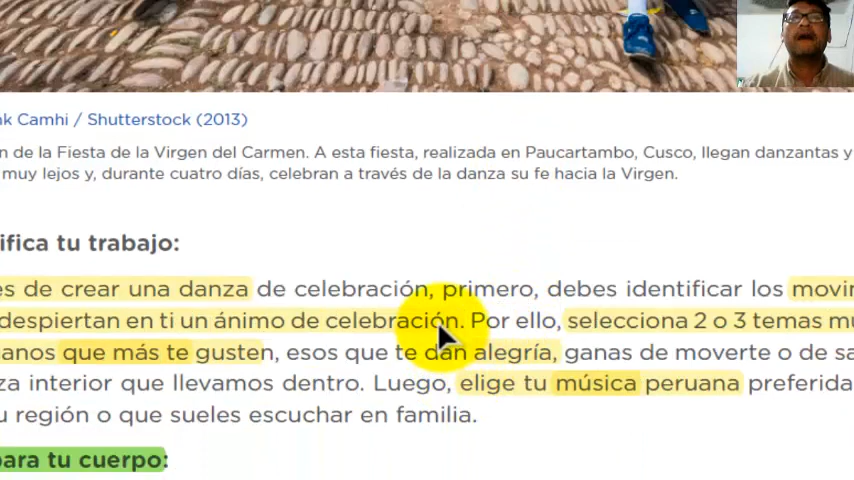 nk Camhi / Shutterstock (2013)
n de la Fiesta de la Virgen del Carmen. A esta fiesta, realizada en Paucartambo, Cusco, llegan danzantas y
muy lejos y, durante cuatro días, celebran a través de la danza su fe hacia la Virgen.
ifica tu trabajo:
es de crear una danza de celebración, primero, debes identificar los movin
despiertan en ti un ánimo de celebración. Por ello, selecciona 2 o 3 temas mu
anos que más te gusten, esos que te dan alegría, ganas de moverte o de sa
za interior que llevamos dentro. Luego, elige tu música peruana preferida
u región o que sueles escuchar en familia.
para tu cuerpo: